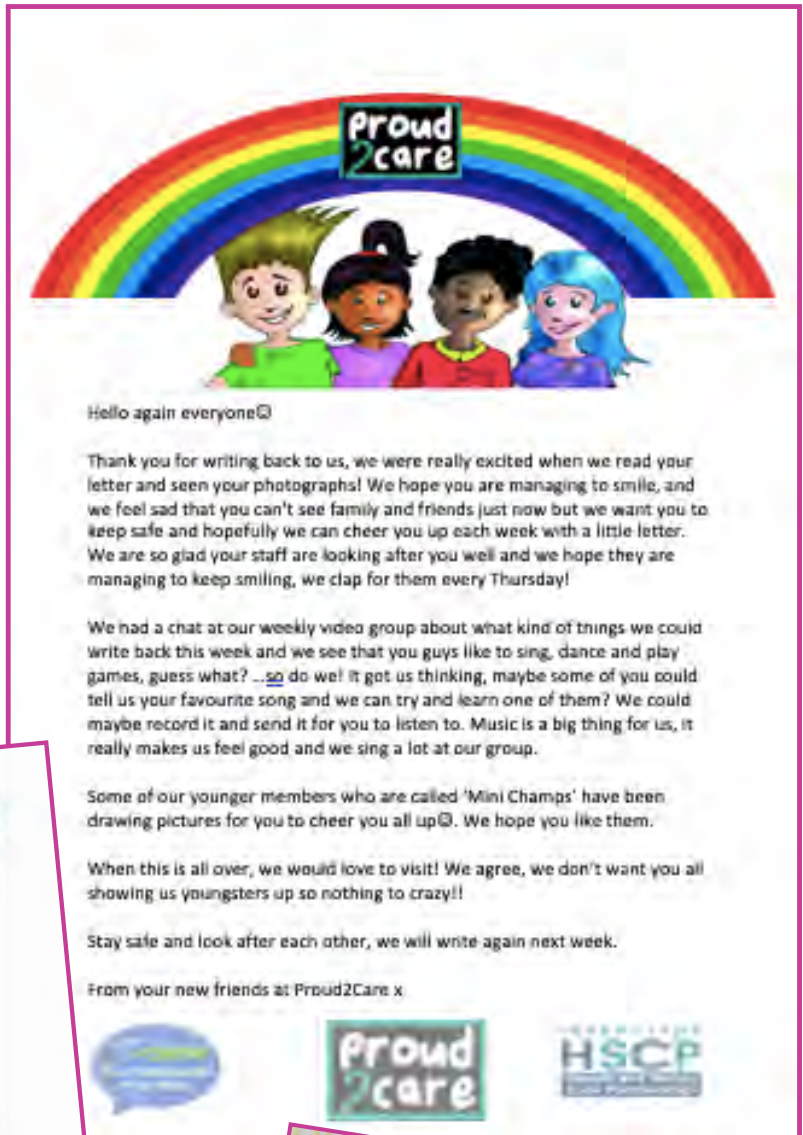 proud
2care
Hello again everyone☺
Thank you for writing back to us, we were really excited when we read your
letter and seen your photographs! We hope you are managing to smile, and
we feel sad that you can't see family and friends just now but we want you to
keep safe and hopefully we can cheer you up each week with a little letter.
We are so glad your staff are looking after you well and we hope they are
managing to keep smiling, we clap for them every Thursday!
We had a chat at our weekly video group about what kind of things we could
write back this week and we see that you guys like to sing, dance and play
games, guess what? ...so do we! It got us thinking, maybe some of you could
tell us your favourite song and we can try and learn one of them? We could
maybe record it and send it for you to listen to. Music is a big thing for us, it
really makes us feel good and we sing a lot at our group.
Some of our younger members who are called 'Mini Champs' have been
drawing pictures for you to cheer you all up☺. We hope you like them.
When this is all over, we would love to visit! We agree, we don't want you all
showing us youngsters up so nothing to crazy!!
Stay safe and look after each other, we will write again next week.
From your new friends at Proud2Care x
proud
2care
HSCP